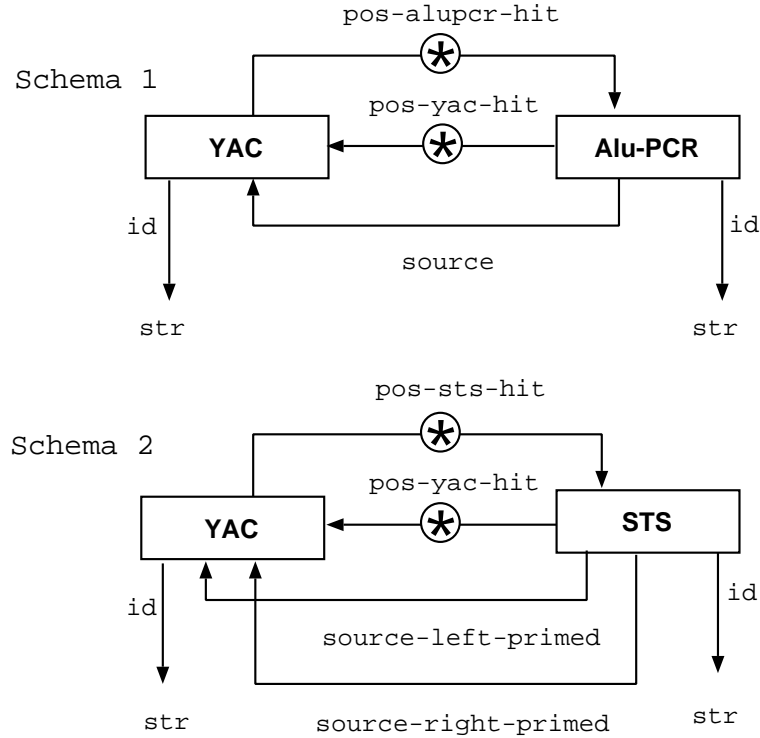 pos-alupcr-hit
Schema 1
pos-yac-hit
YAC
Alu-PCR
id
id
source
str
str
pos-sts-hit
Schema 2
pos-yac-hit
YAC
STS
id
id
source-left-primed
str
source-right-primed
str